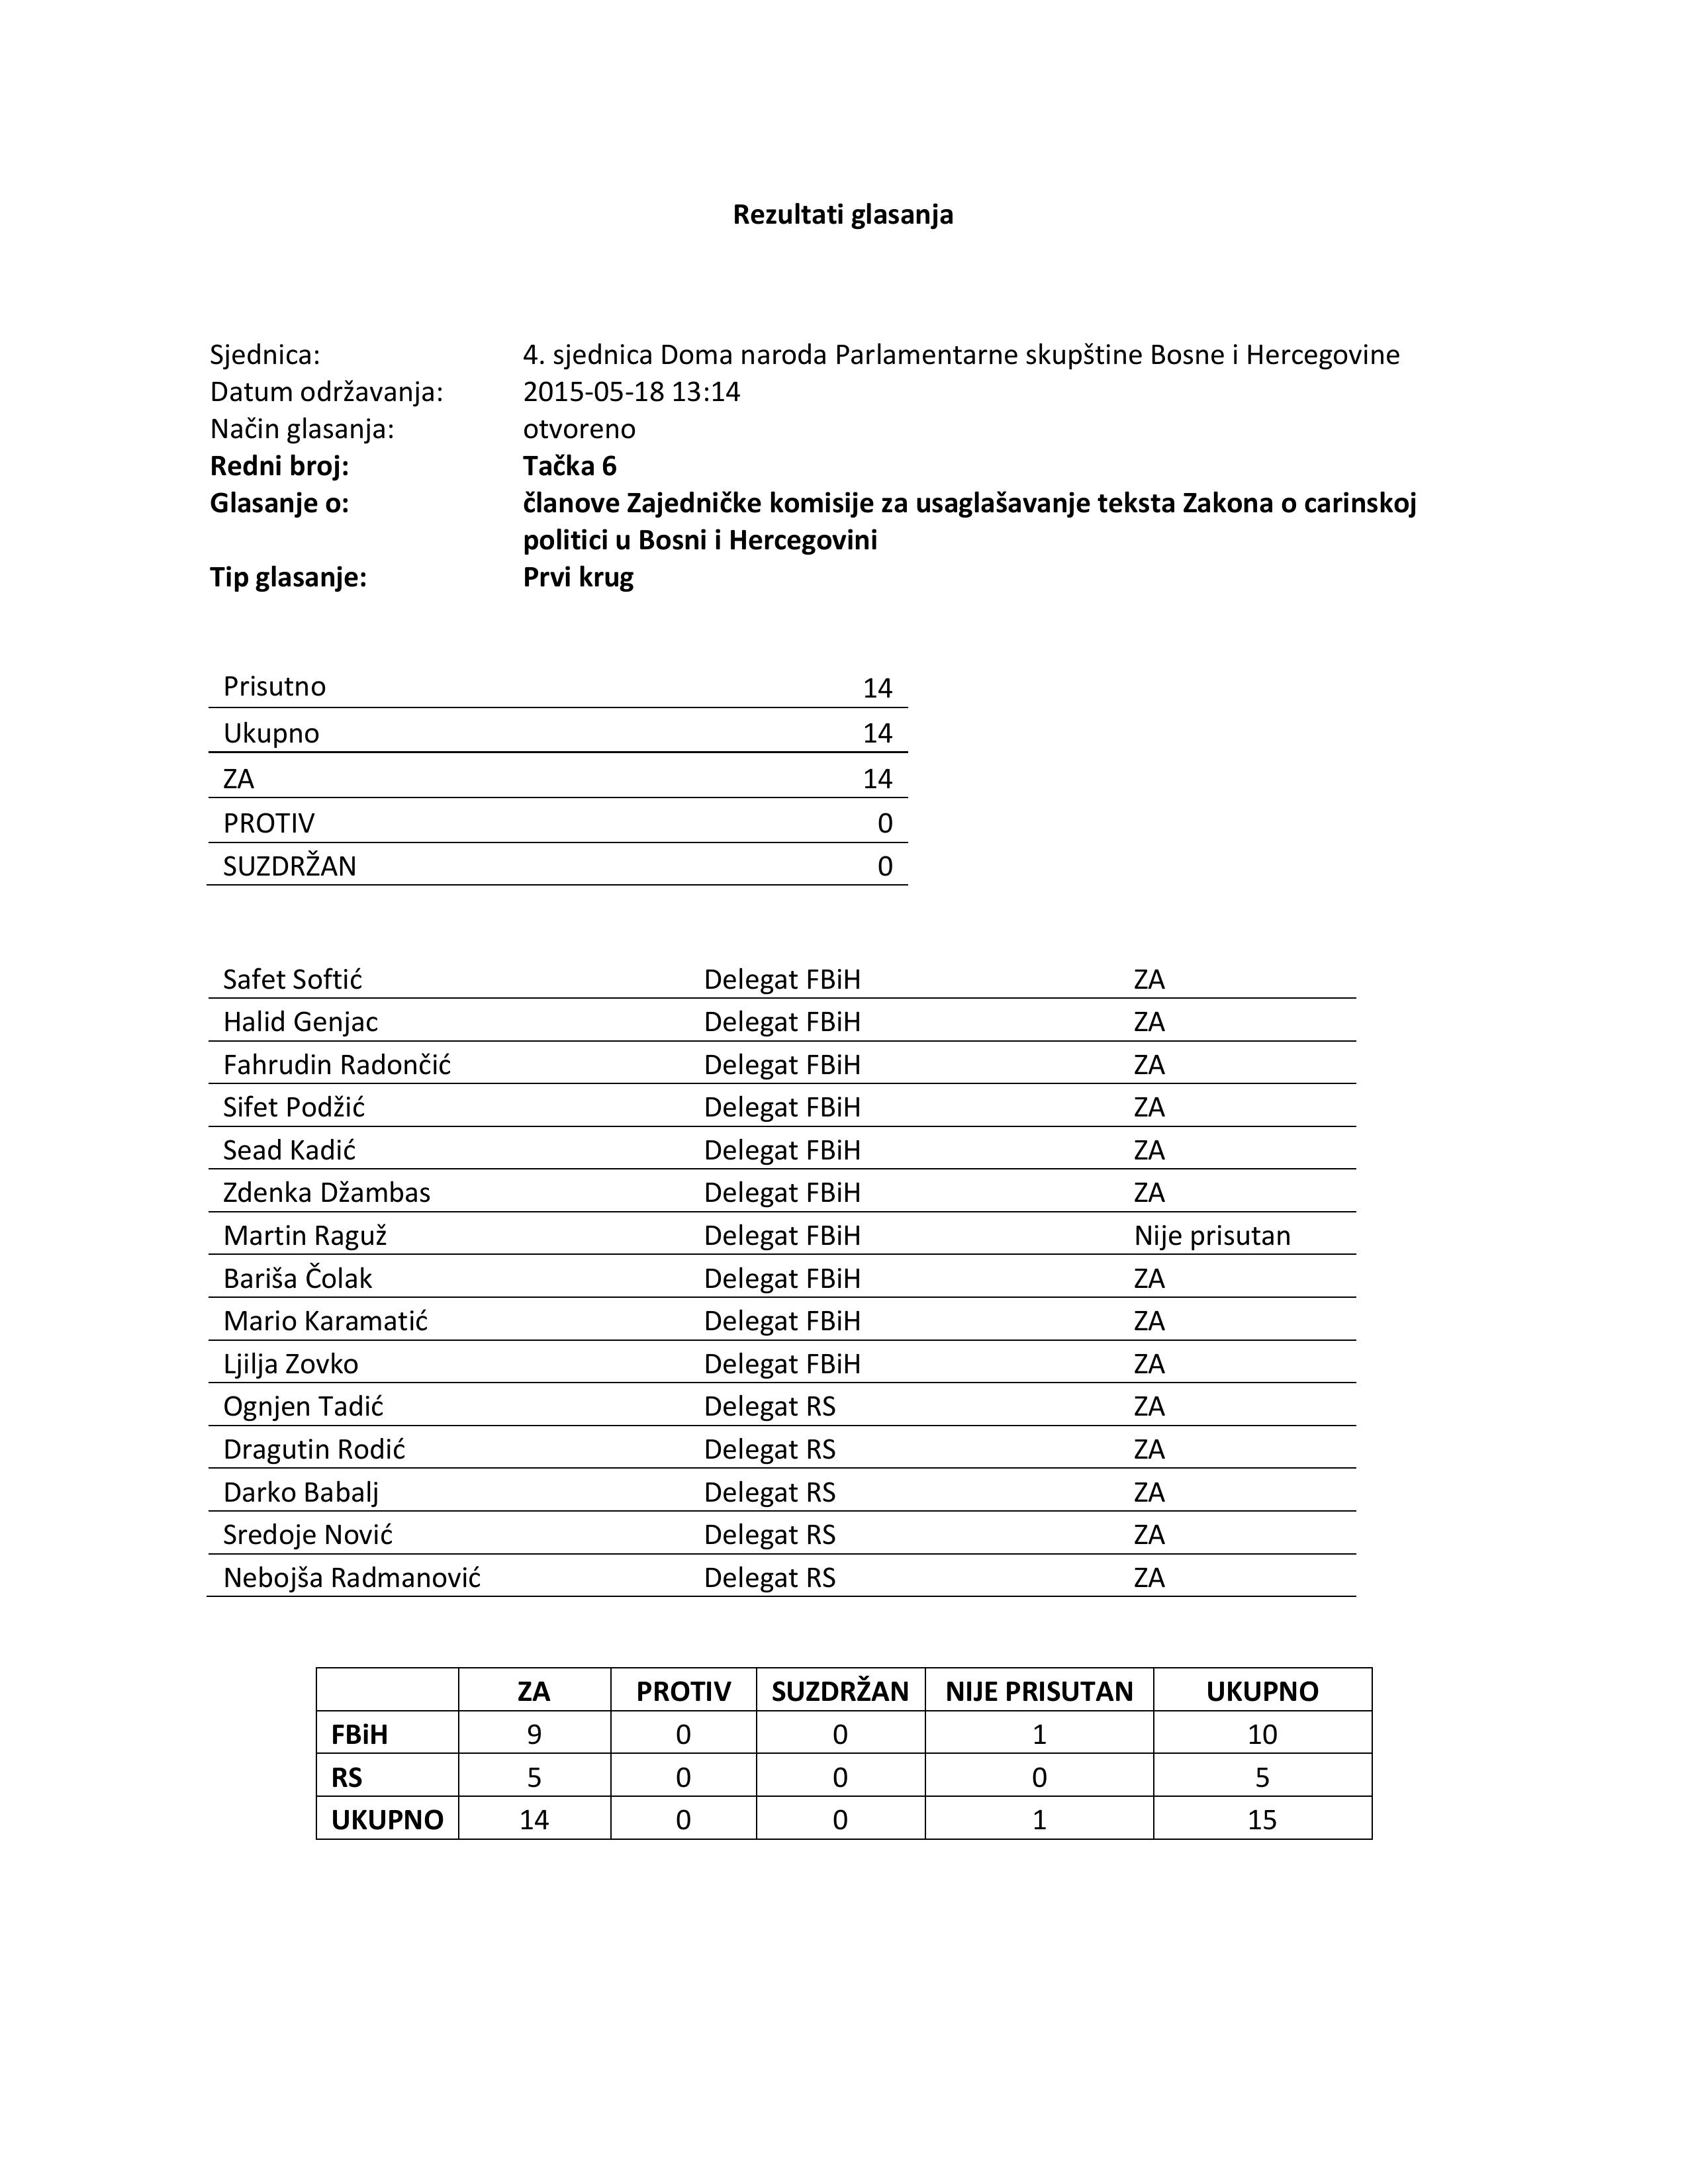 Rezultati glasanja
Sjednica: 4. sjednica Doma naroda Parlamentarne skupštine Bosne i Hercegovine
Datum održavanja: 2015-05-18 13:14
Način glasanja: otvoreno
Redni broj: Tačka 6
Glasanje o: članove Zajedničke komisije za usaglašavanje teksta Zakona o carinskoj
politici u Bosni i Hercegovini
Tip glasanje: Prvi krug
Prisutno 14
Ukupno 14
ZA 14
PROTIV 0
SUZDRŽAN 0
Safet Softić Delegat FBiH ZA
Halid Genjac Delegat FBiH ZA
Fahrudin Radončić Delegat FBiH ZA
Sifet Podžić Delegat FBiH ZA
Sead Kadić Delegat FBiH ZA
Zdenka Džambas Delegat FBiH ZA
Martin Raguž Delegat FBiH Nije prisutan
Bariša Čolak Delegat FBiH ZA
Mario Karamatić Delegat FBiH ZA
Ljilja Zovko Delegat FBiH ZA
Ognjen Tadić Delegat RS ZA
Dragutin Rodić Delegat RS ZA
Darko Babalj Delegat RS ZA
Sredoje Nović Delegat RS ZA
Nebojša Radmanović Delegat RS ZA
ZA PROTIV SUZDRŽAN NIJE PRISUTAN UKUPNO
FBiH 9 0 0 1 10
RS 5 0 0 0 5
UKUPNO 14 0 0 1 15